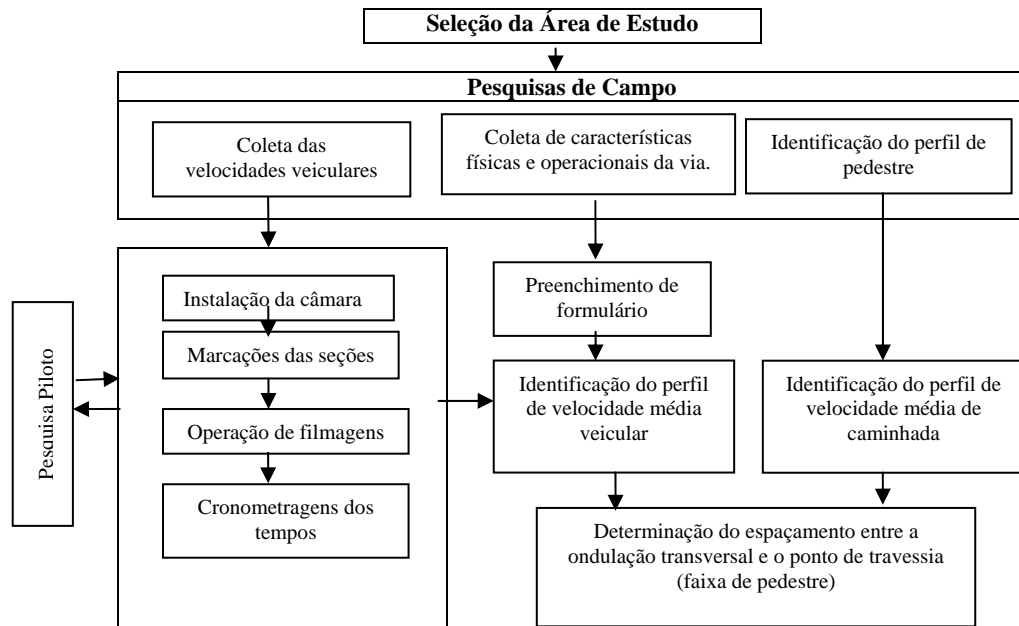 Seleção da Área de Estudo
Pesquisas de Campo
Coleta das
velocidades veiculares
Coleta de características
físicas e operacionais da via.
Identificação do perfil de
pedestre
Pesquisa Piloto
Instalação da câmara
Marcações das seções
Operação de filmagens
Cronometragens dos
tempos
Preenchimento de
formulário
Identificação do perfil
de velocidade média
veicular
Identificação do perfil de
velocidade média de
caminhada
Determinação do espaçamento entre a
ondulação transversal e o ponto de travessia
(faixa de pedestre)